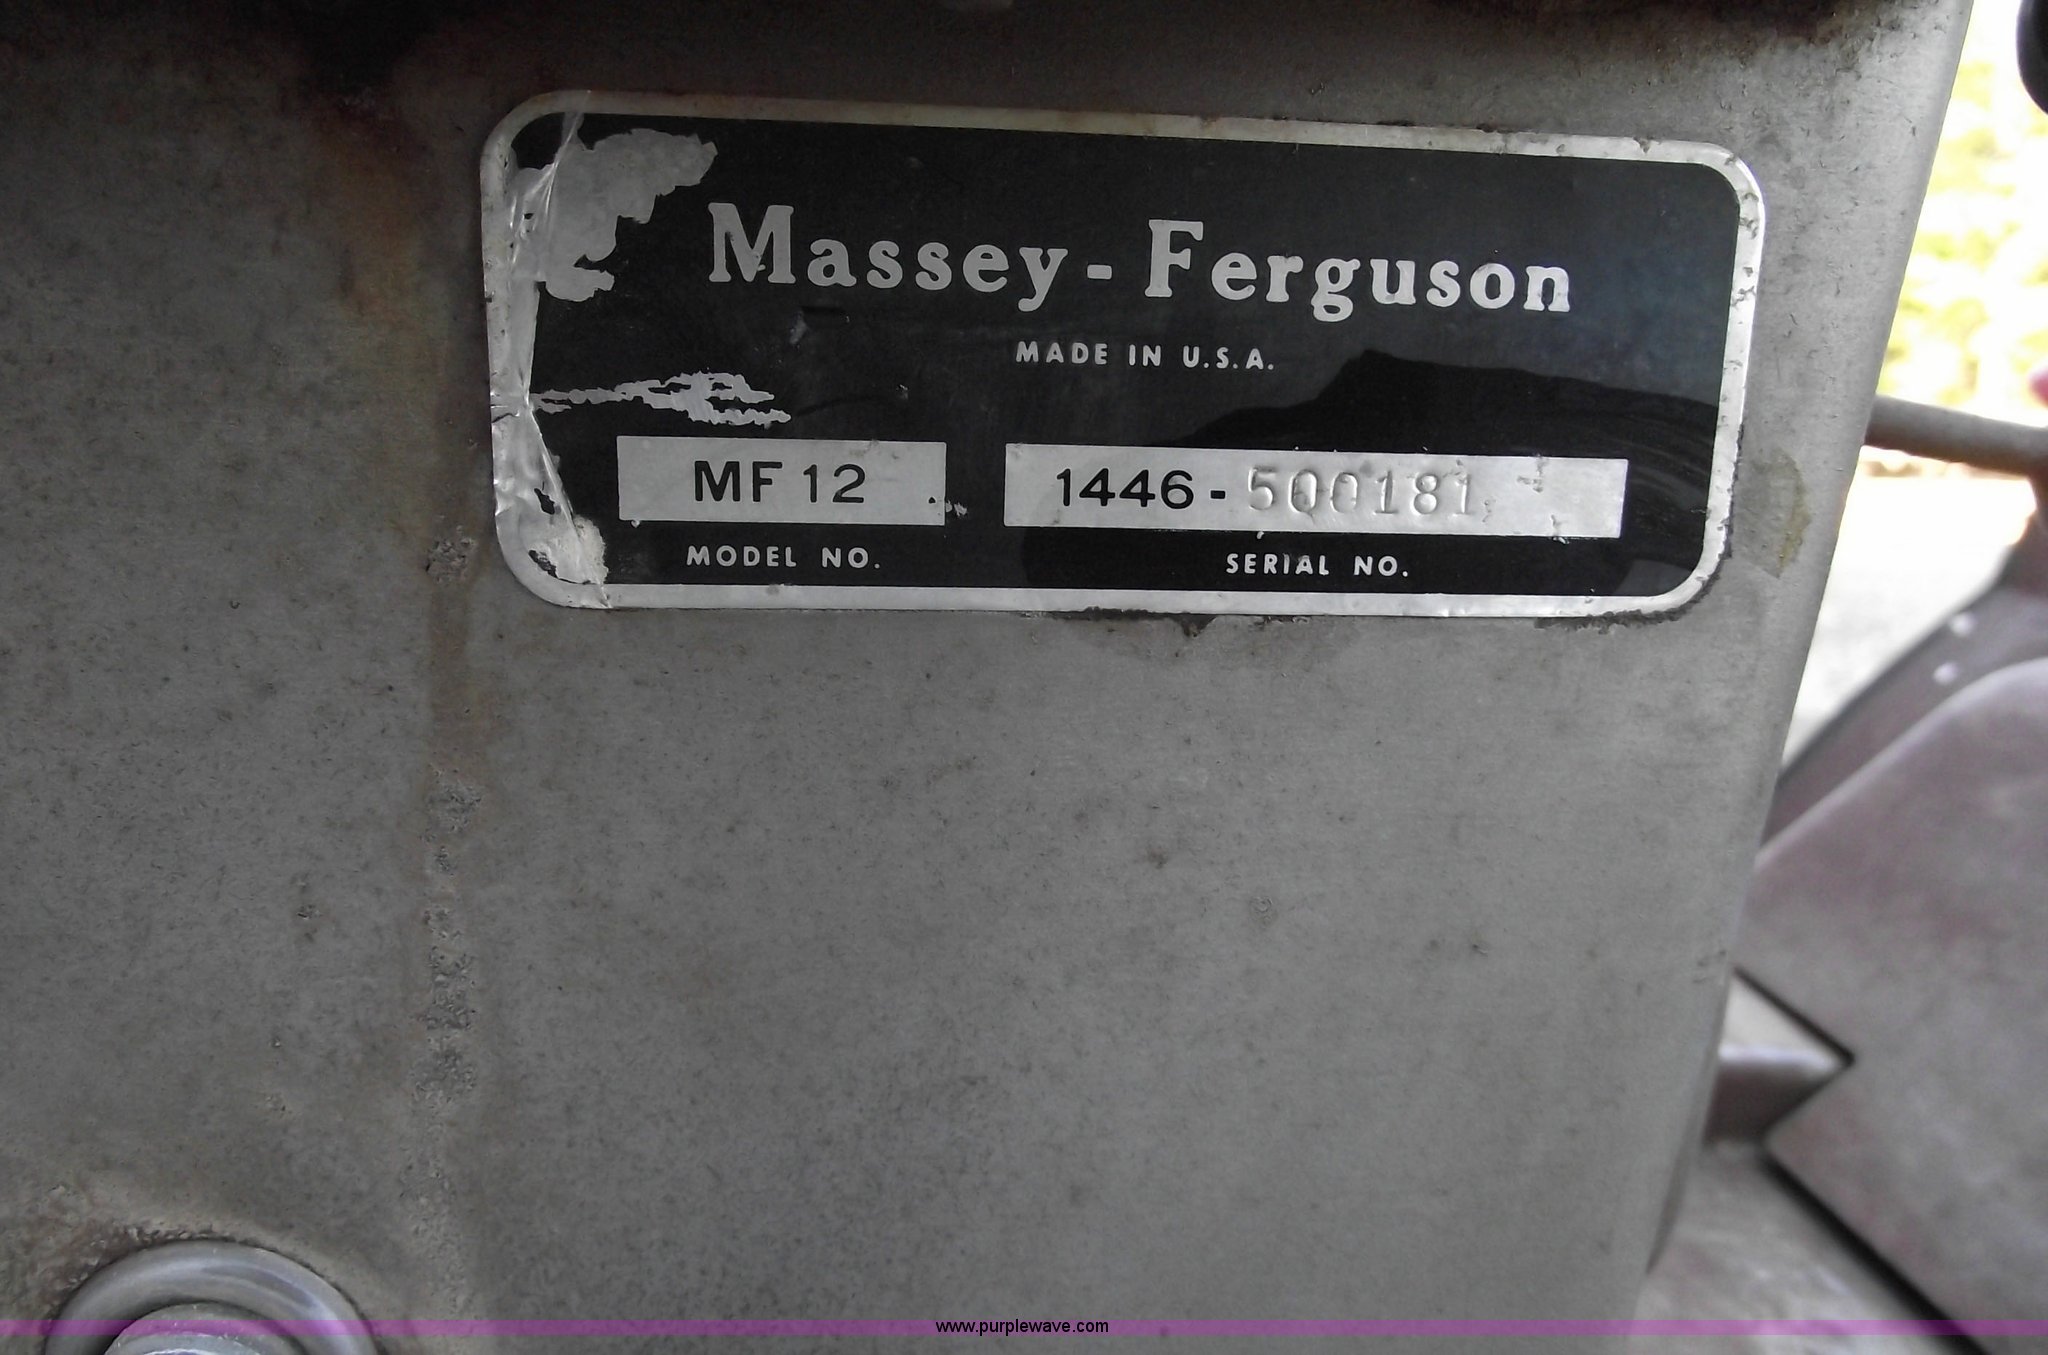 Massey-Ferguson
MADE IN U.S.A.
MF 12 1446-500181
MODEL NO. SERIAL NO.
www.purplewave.com